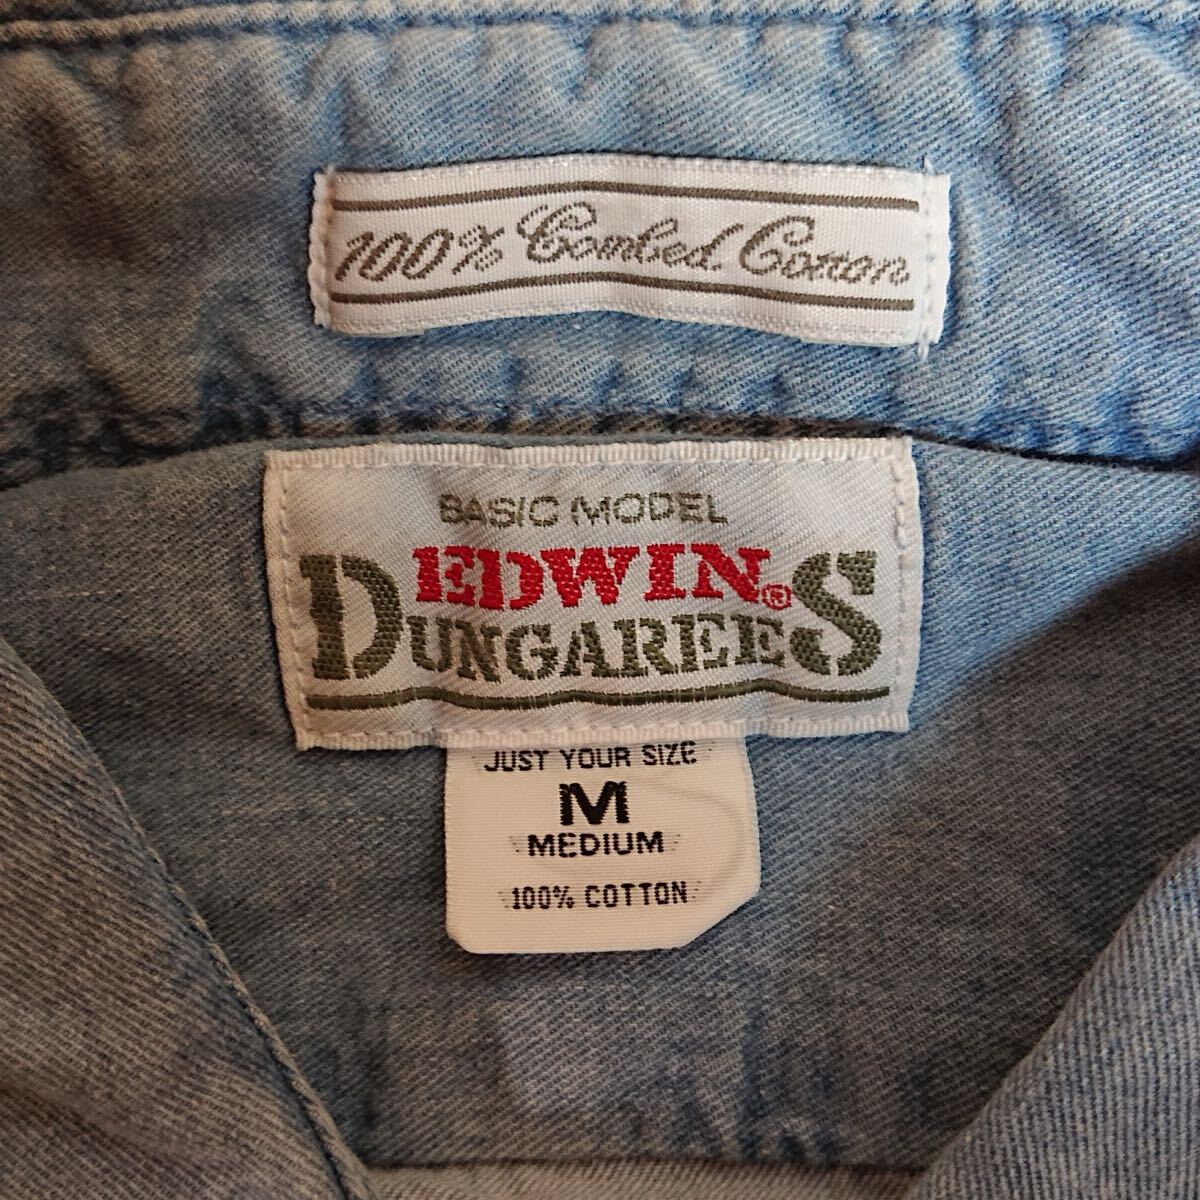 100% Combed Cotton
BASIC MODEL
EDWIN®
DUNGAREES
JUST YOUR SIZE
M
MEDIUM
100% COTTON